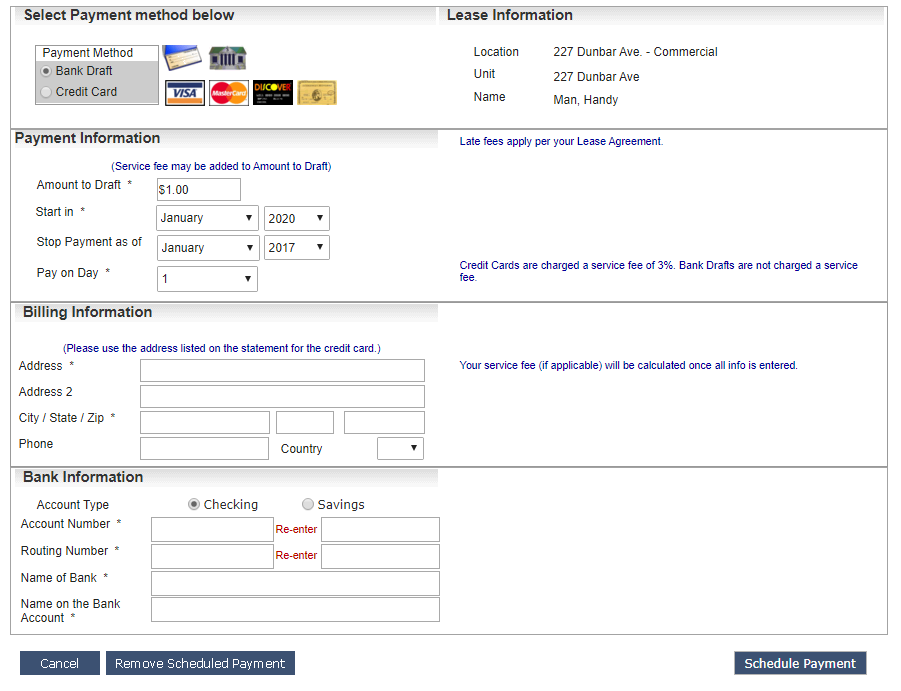 Select Payment method below
Lease Information
Payment Method
Bank Draft
Credit Card
VISA
MasterCard
DISCOVER
Location 227 Dunbar Ave. - Commercial
Unit 227 Dunbar Ave
Name Man, Handy
Payment Information
(Service fee may be added to Amount to Draft)
Amount to Draft * $1.00
Start in * January 2020
Stop Payment as of January 2017
Pay on Day * 1
Late fees apply per your Lease Agreement.
Credit Cards are charged a service fee of 3%. Bank Drafts are not charged a service
fee.
Billing Information
(Please use the address listed on the statement for the credit card.)
Address *
Address 2
City / State / Zip *
Phone Country
Your service fee (if applicable) will be calculated once all info is entered.
Bank Information
Account Type Checking Savings
Account Number * Re-enter
Routing Number * Re-enter
Name of Bank *
Name on the Bank
Account *
Cancel Remove Scheduled Payment Schedule Payment